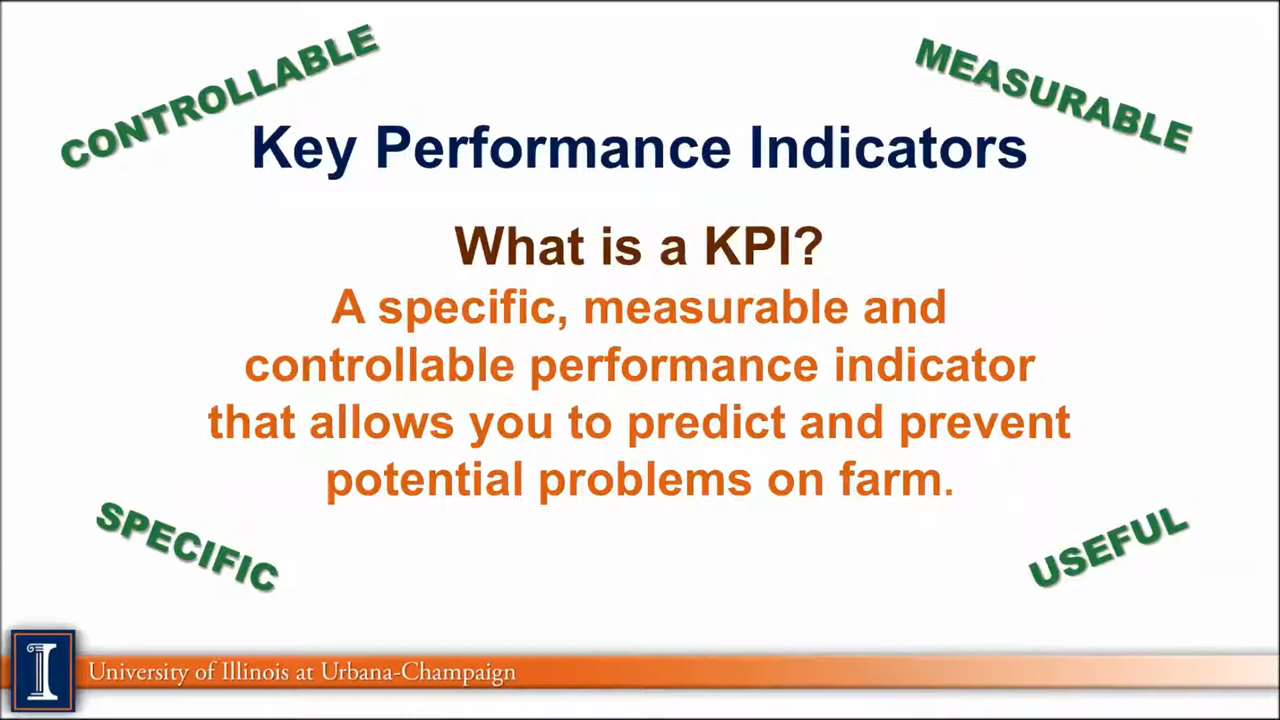 CONTROLLABLE
MEASURABLE
Key Performance Indicators
What is a KPI?
A specific, measurable and
controllable performance indicator
that allows you to predict and prevent
potential problems on farm.
SPECIFIC
USEFUL
I
University of Illinois at Urbana-Champaign